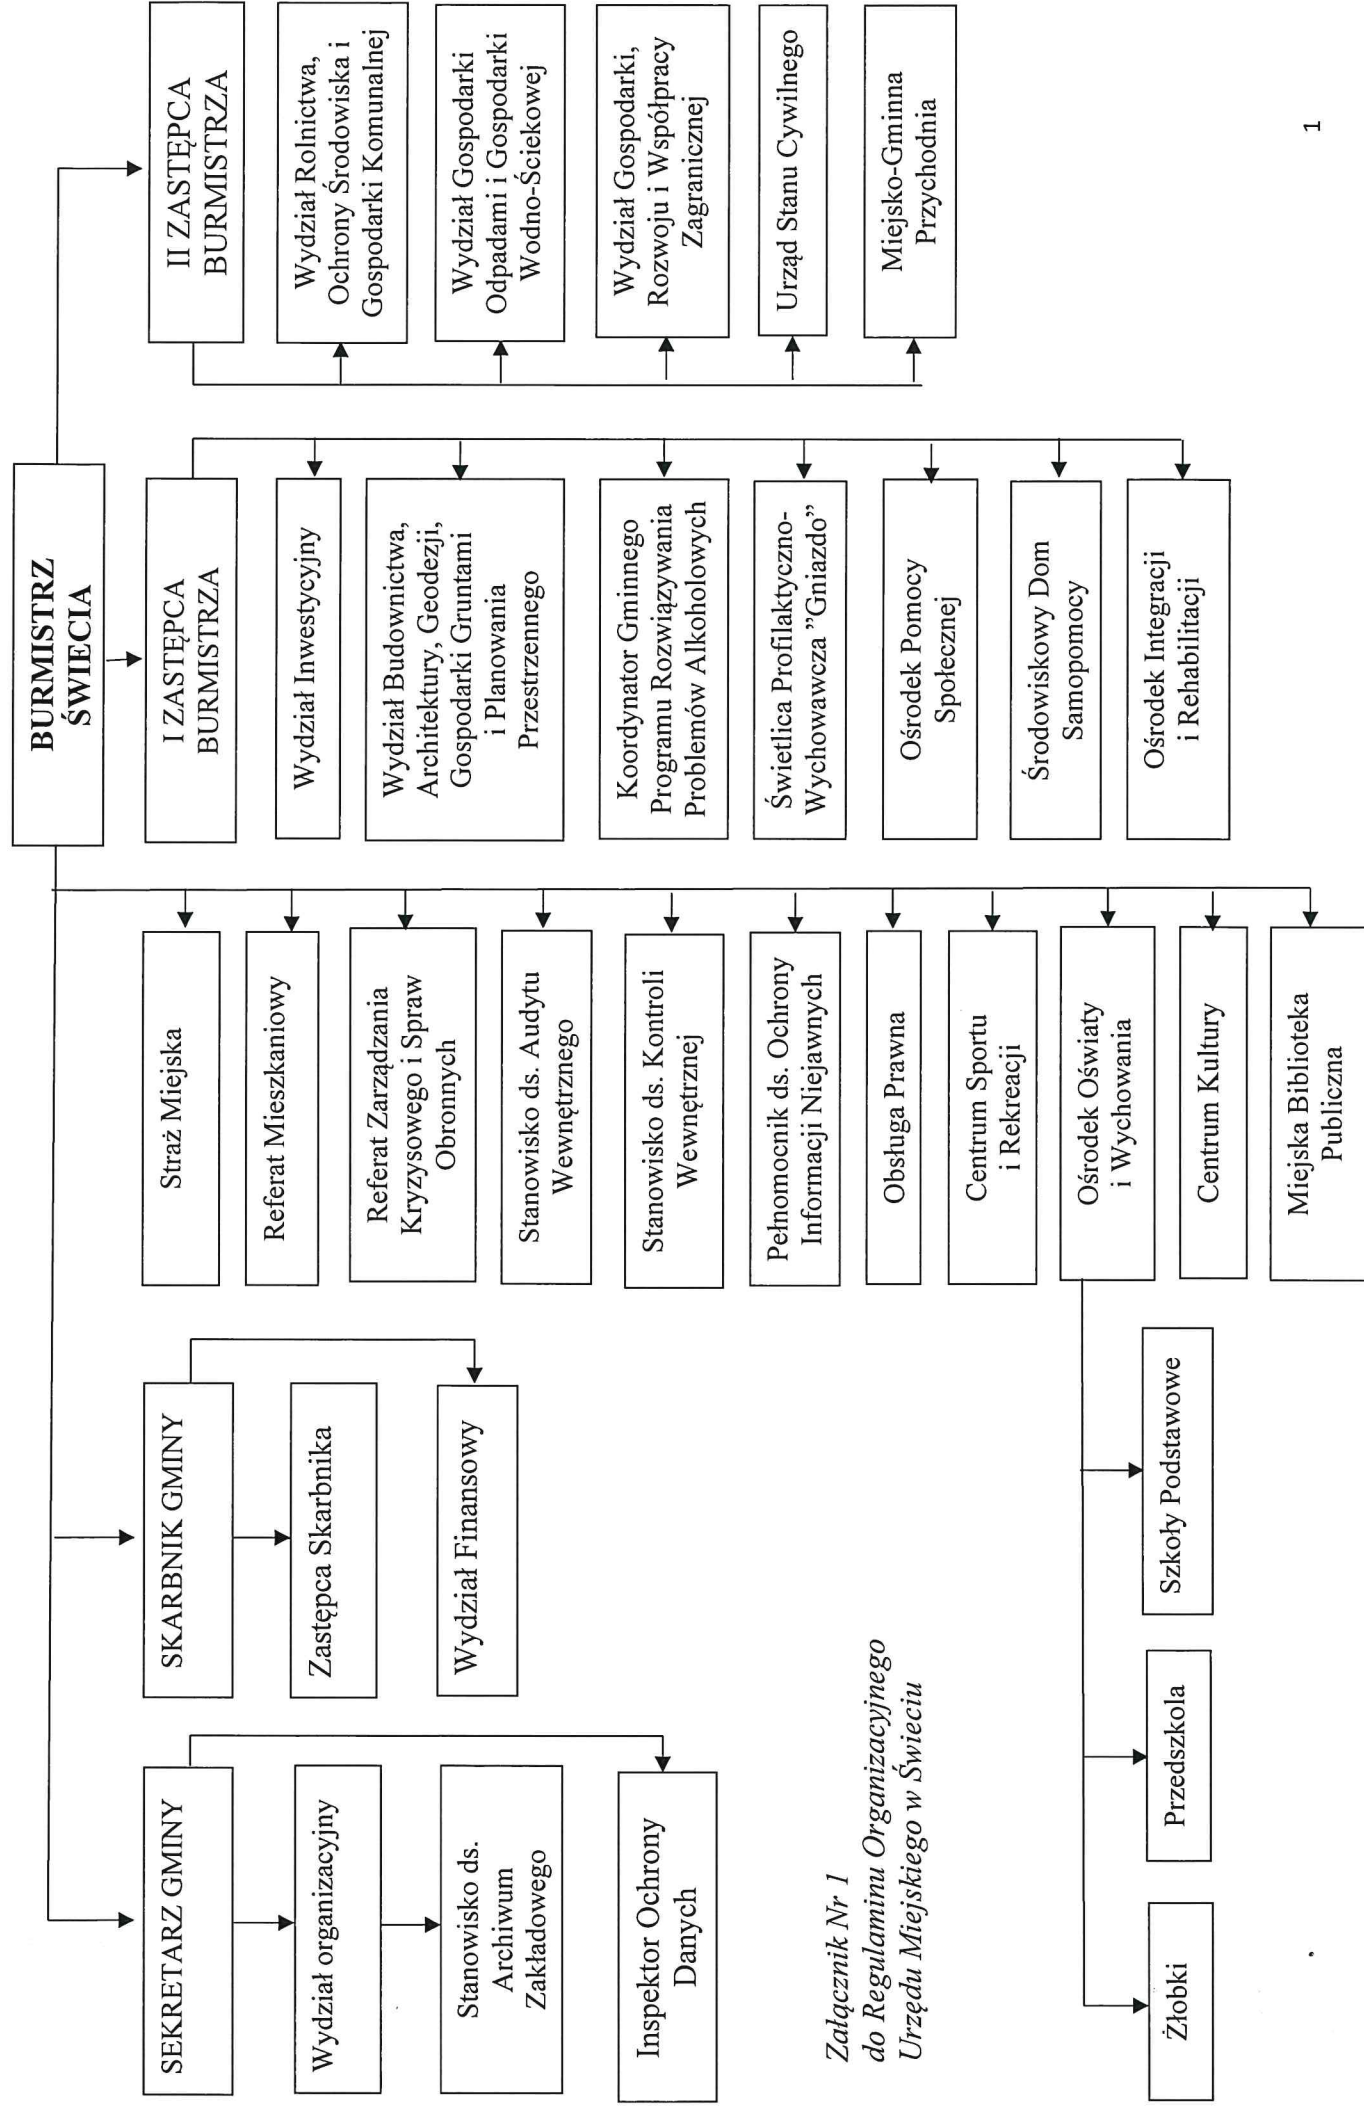 BURMISTRZ
ŚWIECIA
SEKRETARZ GMINY
Wydział organizacyjny
Stanowisko ds.
Archiwum
Zakładowego
Inspektor Ochrony
Danych
SKARBNIK GMINY
Zastępca Skarbnika
Wydział Finansowy
Straż Miejska
Referat Mieszkaniowy
Referat Zarządzania
Kryzysowego i Spraw
Obronnych
Stanowisko ds. Audytu
Wewnętrznego
Stanowisko ds. Kontroli
Wewnętrznej
Pełnomocnik ds. Ochrony
Informacji Niejawnych
Obsługa Prawna
Centrum Sportu
i Rekreacji
Ośrodek Oświaty
i Wychowania
Centrum Kultury
Miejska Biblioteka
Publiczna
I ZASTĘPCA
BURMISTRZA
Wydział Inwestycyjny
Wydział Budownictwa,
Architektury, Geodezji,
Gospodarki Gruntami
i Planowania
Przestrzennego
Koordynator Gminnego
Programu Rozwiązywania
Problemów Alkoholowych
Świetlica Profilaktyczno-
Wychowawcza ”Gniazdo”
Ośrodek Pomocy
Społecznej
Środowiskowy Dom
Samopomocy
Ośrodek Integracji
i Rehabilitacji
II ZASTĘPCA
BURMISTRZA
Wydział Rolnictwa,
Ochrony Środowiska i
Gospodarki Komunalnej
Wydział Gospodarki
Odpadami i Gospodarki
Wodno-Ściekowej
Wydział Gospodarki,
Rozwoju i Współpracy
Zagranicznej
Urząd Stanu Cywilnego
Miejsko-Gminna
Przychodnia
Załącznik Nr 1
do Regulaminu Organizacyjnego
Urzędu Miejskiego w Świeciu
Żłobki
Przedszkola
Szkoły Podstawowe
1